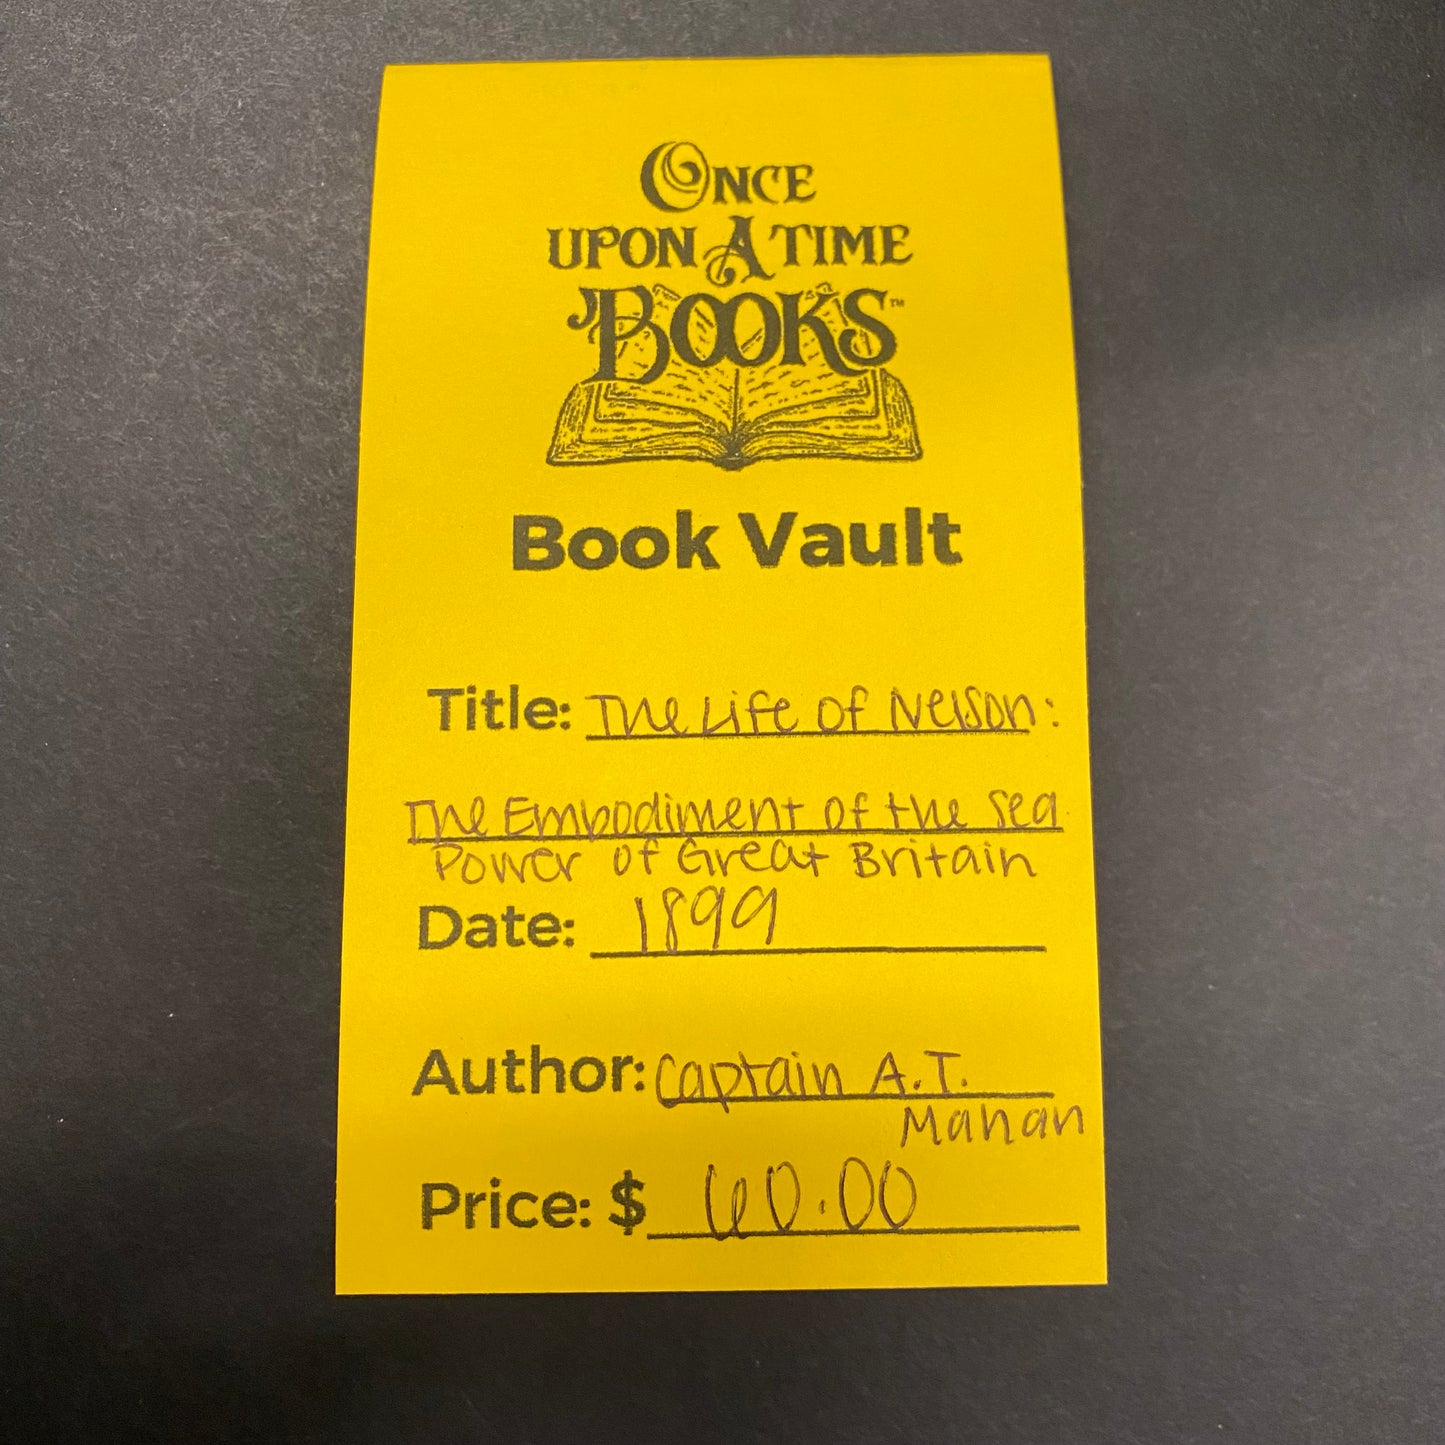 ONCE
UPON A TIME
BOOKS™
Book Vault
Title: The Life of Nelson:
The Embodiment of the Sea
Power of Great Britain
Date: 1899
Author: Captain A.T.
Mahan
Price: $ 60.00